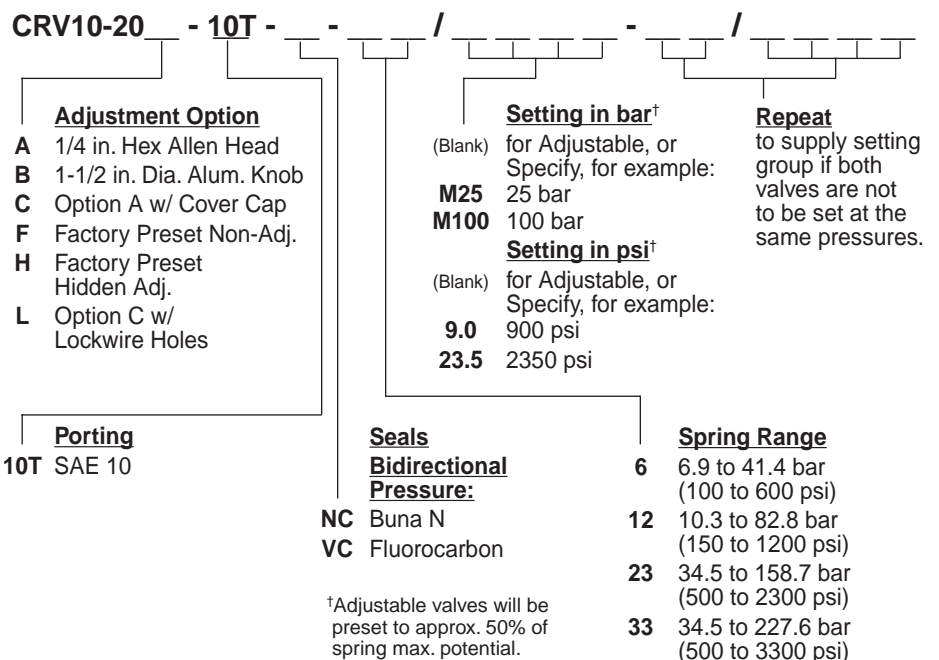 CRV10-20__ - 10T - __ - __ __ / __ __ __ __ - __ __ / __ __ __ __
Adjustment Option
A 1/4 in. Hex Allen Head
B 1-1/2 in. Dia. Alum. Knob
C Option A w/ Cover Cap
F Factory Preset Non-Adj.
H Factory Preset
Hidden Adj.
L Option C w/
Lockwire Holes
Setting in bar†
(Blank) for Adjustable, or
Specify, for example:
M25 25 bar
M100 100 bar
Setting in psi†
(Blank) for Adjustable, or
Specify, for example:
9.0 900 psi
23.5 2350 psi
Repeat
to supply setting
group if both
valves are not
to be set at the
same pressures.
Porting
10T SAE 10
Seals
Bidirectional
Pressure:
NC Buna N
VC Fluorocarbon
†Adjustable valves will be
preset to approx. 50% of
spring max. potential.
Spring Range
6 6.9 to 41.4 bar
(100 to 600 psi)
12 10.3 to 82.8 bar
(150 to 1200 psi)
23 34.5 to 158.7 bar
(500 to 2300 psi)
33 34.5 to 227.6 bar
(500 to 3300 psi)